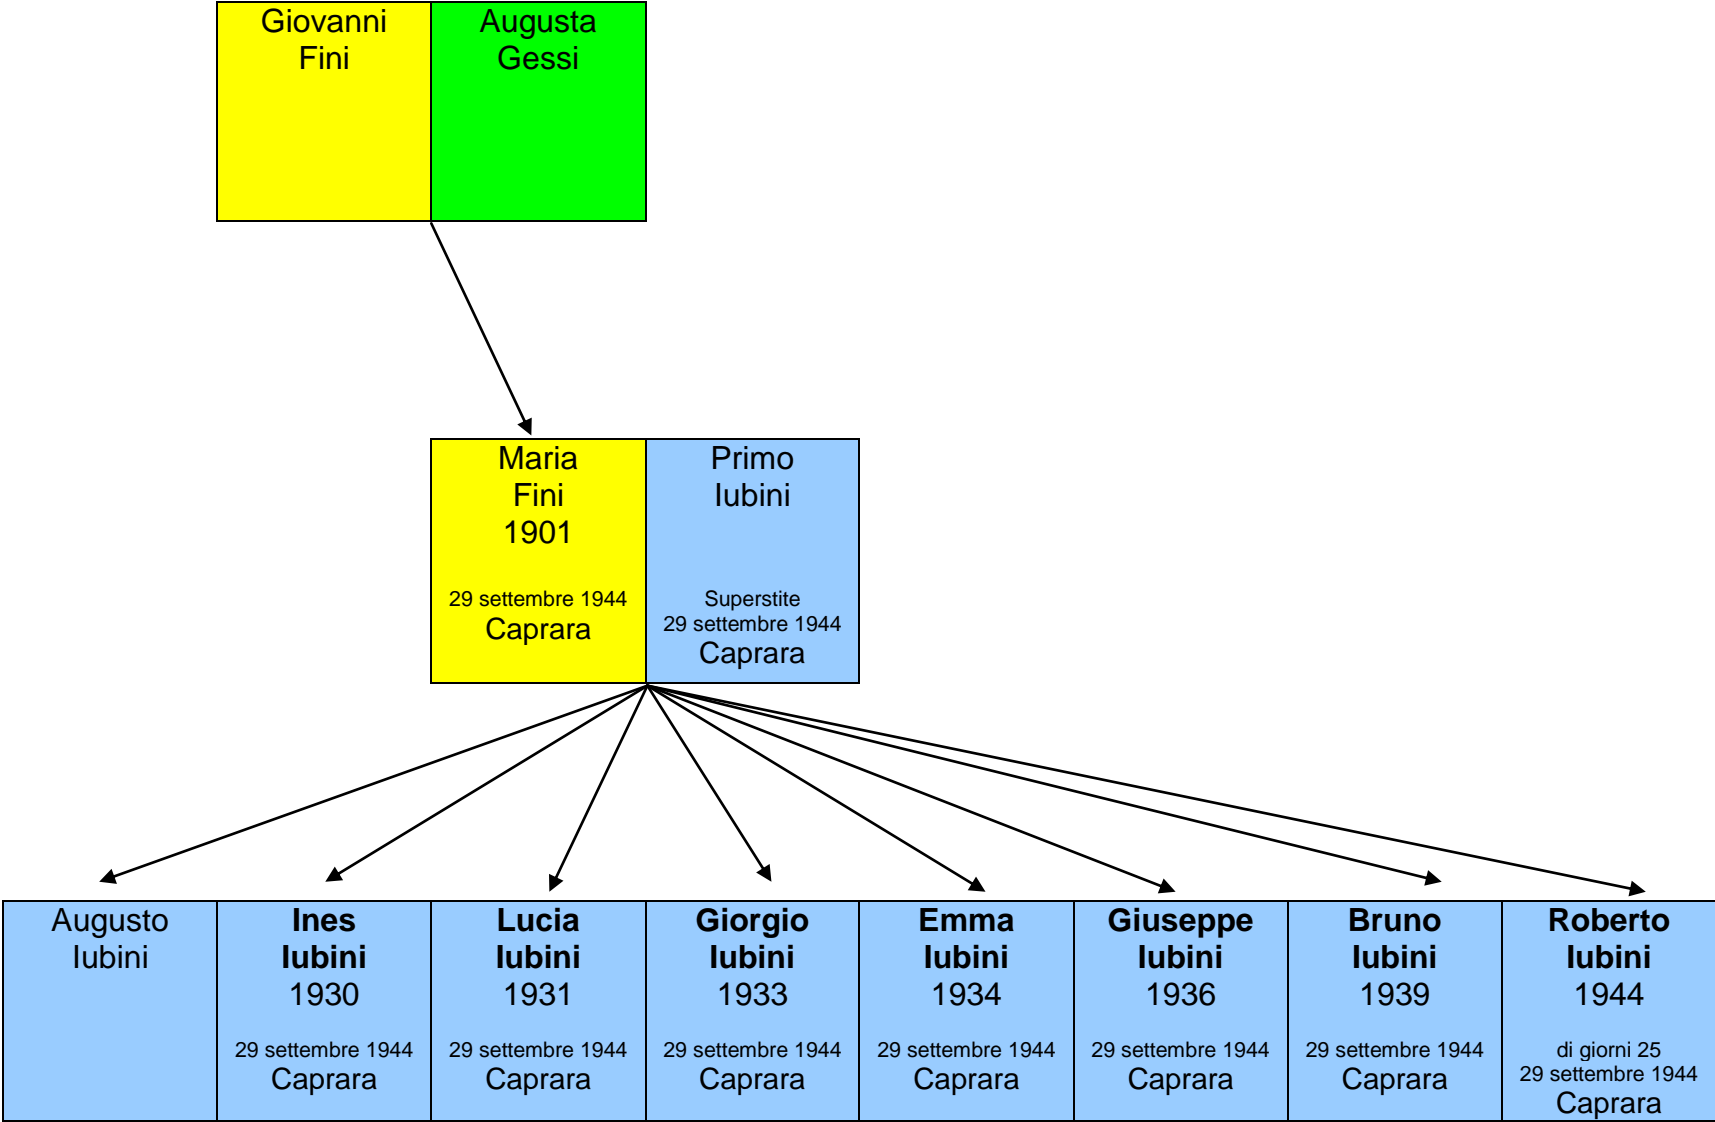 Giovanni
Fini
Augusta
Gessi
Maria
Fini
1901
29 settembre 1944
Caprara
Primo
Iubini
Superstite
29 settembre 1944
Caprara
Augusto
Iubini
Ines
Iubini
1930
29 settembre 1944
Caprara
Lucia
Iubini
1931
29 settembre 1944
Caprara
Giorgio
Iubini
1933
29 settembre 1944
Caprara
Emma
Iubini
1934
29 settembre 1944
Caprara
Giuseppe
Iubini
1936
29 settembre 1944
Caprara
Bruno
Iubini
1939
29 settembre 1944
Caprara
Roberto
Iubini
1944
di giorni 25
29 settembre 1944
Caprara